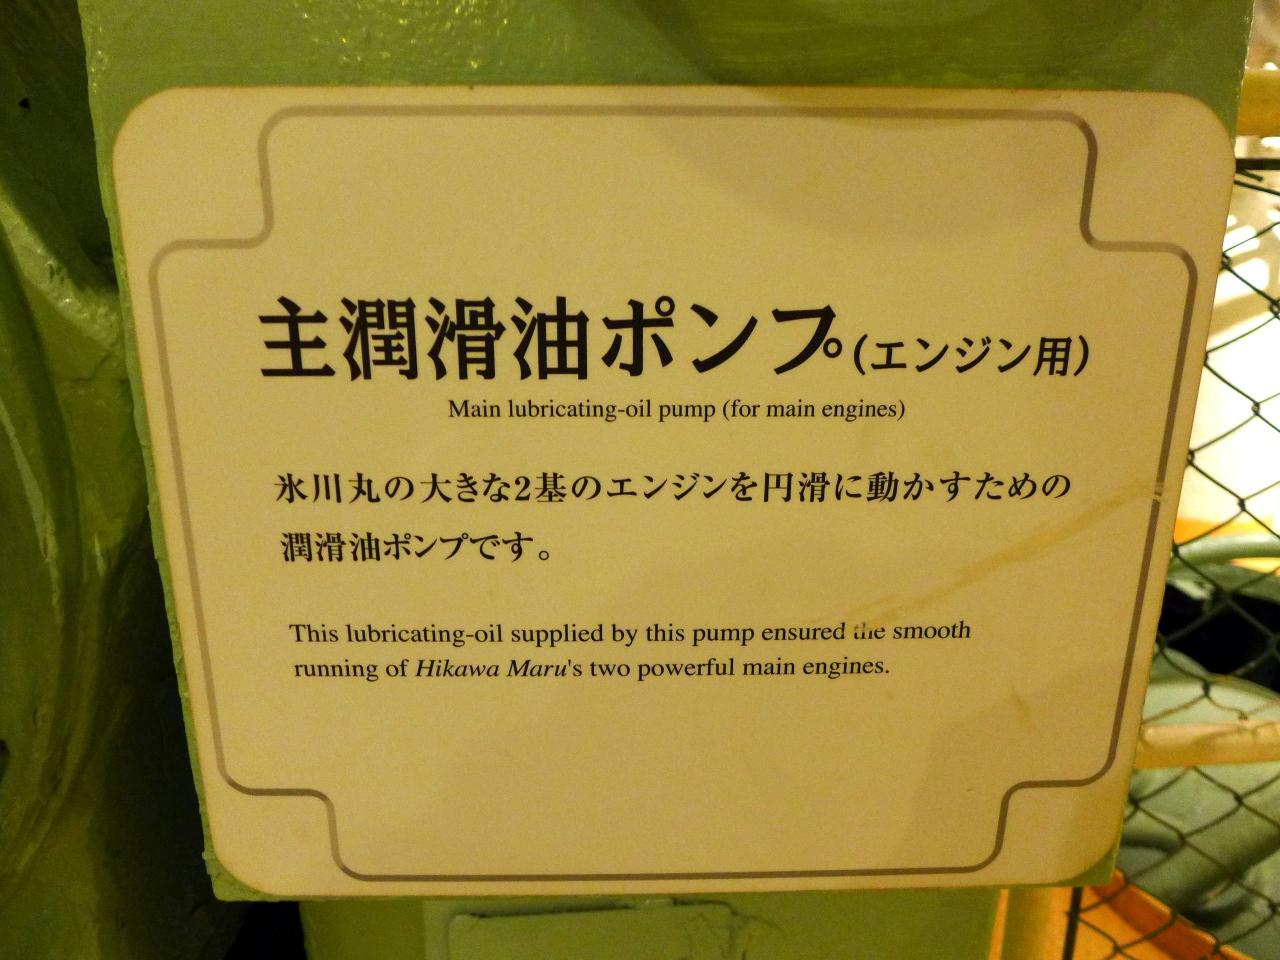 主潤滑油ポンプ(エンジン用)
Main lubricating-oil pump (for main engines)
氷川丸の大きな2基のエンジンを円滑に動かすための
潤滑油ポンプです。
This lubricating-oil supplied by this pump ensured the smooth
running of Hikawa Maru's two powerful main engines.